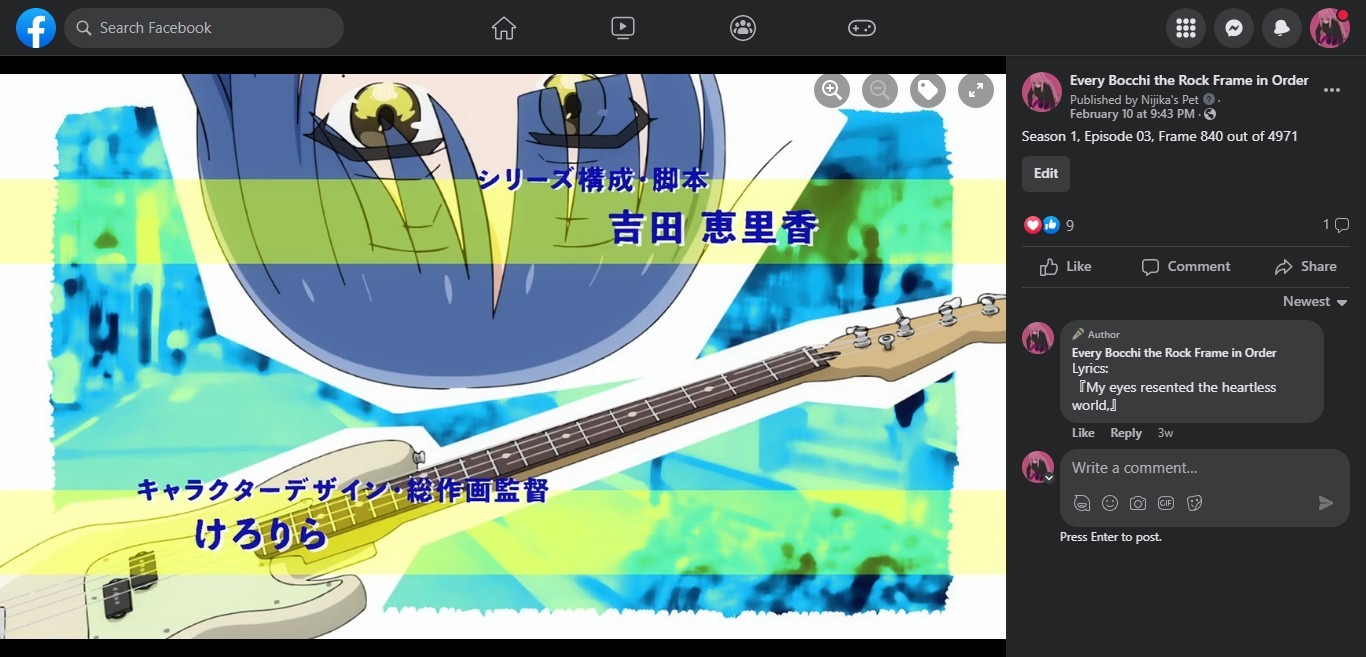 Search Facebook
シリーズ構成・脚本
吉田 恵里香
キャラクターデザイン・総作画監督
けろりら
Every Bocchi the Rock Frame in Order
Published by Nijika's Pet ·
February 10 at 9:43 PM ·
Season 1, Episode 03, Frame 840 out of 4971
Edit
9
1
Like Comment Share
Newest
Author
Every Bocchi the Rock Frame in Order
Lyrics:
『My eyes resented the heartless
world,』
Like Reply 3w
Write a comment...
GIF
Press Enter to post.